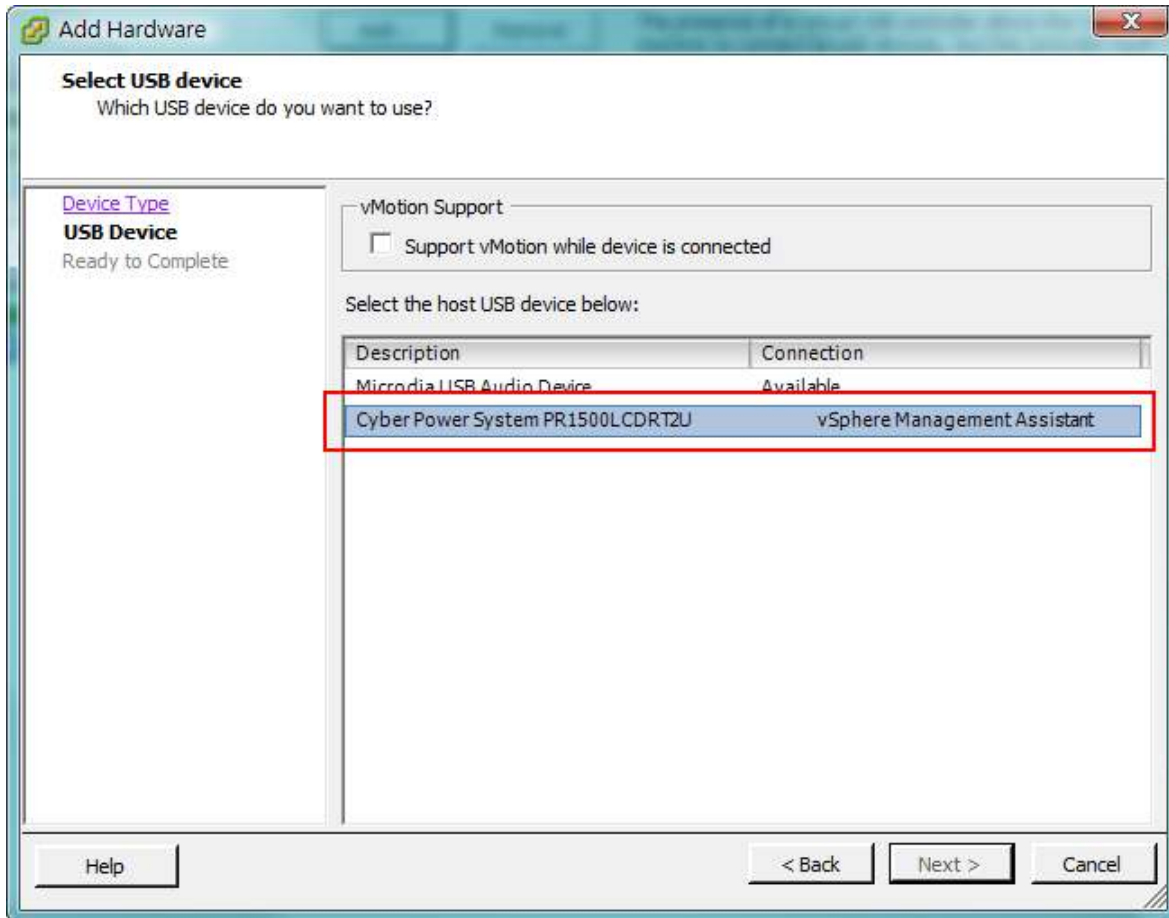 Add Hardware
Select USB device
Which USB device do you want to use?
Device Type
USB Device
Ready to Complete
vMotion Support
Support vMotion while device is connected
Select the host USB device below:
Description Connection
Microdia USB Audio Device Available
Cyber Power System PR1500LCDRT2U vSphere Management Assistant
Help < Back Next > Cancel